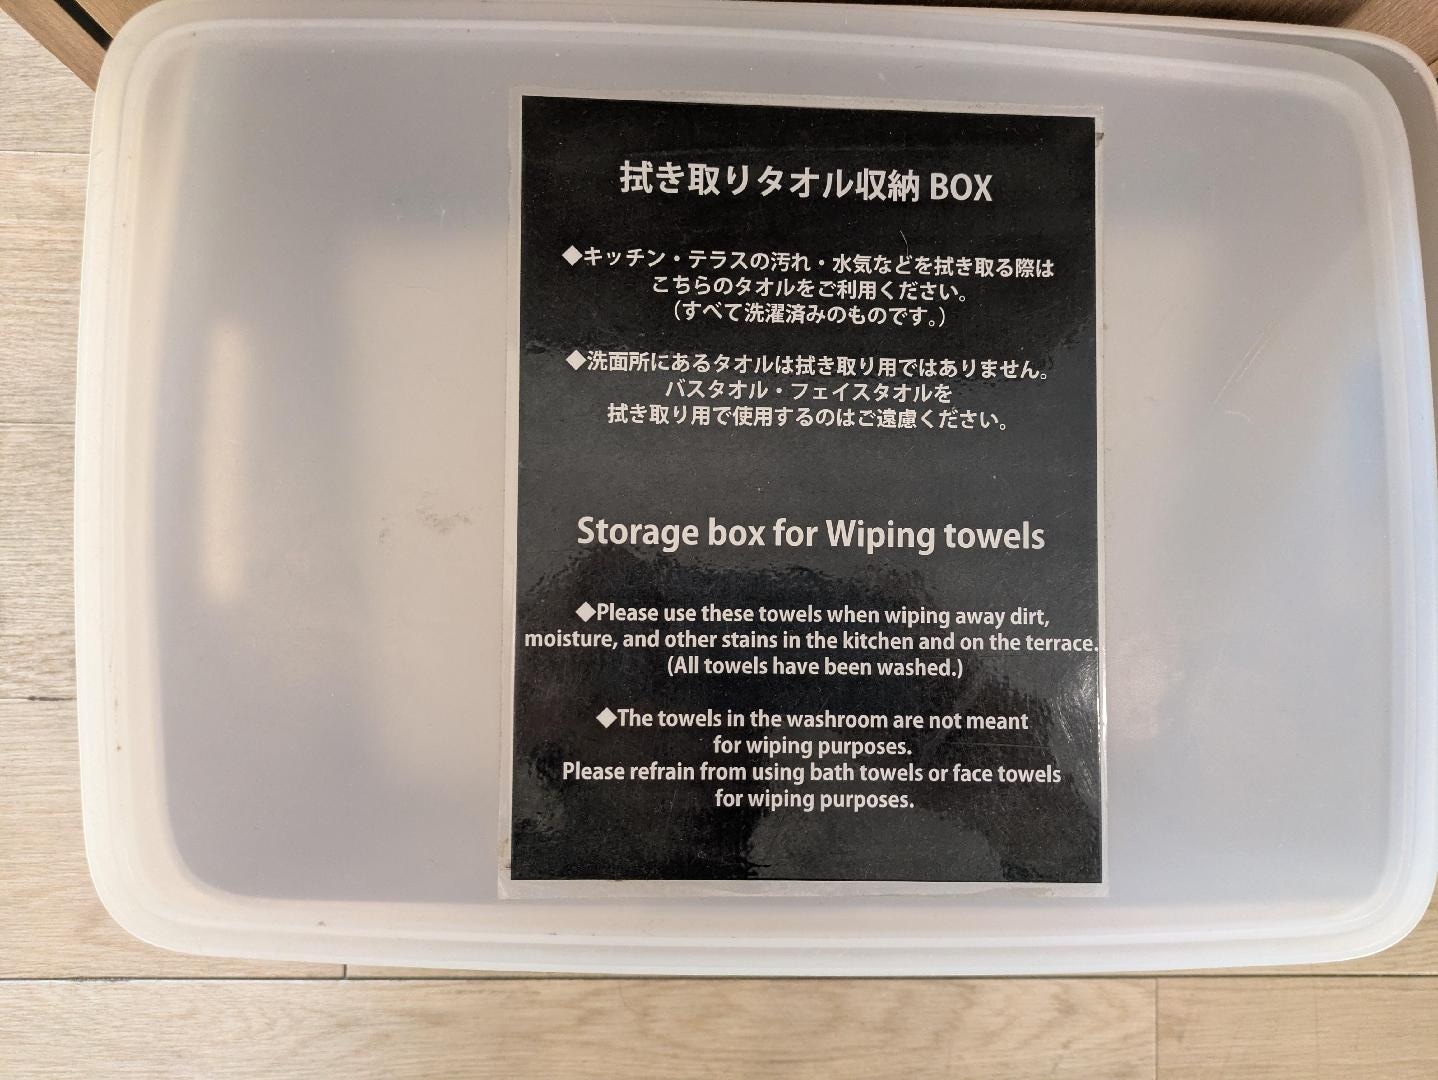 拭き取りタオル収納 BOX
◆キッチン・テラスの汚れ・水気などを拭き取る際は
こちらのタオルをご利用ください。
（すべて洗濯済みのものです。）
◆洗面所にあるタオルは拭き取り用ではありません。
バスタオル・フェイスタオルを
拭き取り用で使用するのはご遠慮ください。
Storage box for Wiping towels
◆Please use these towels when wiping away dirt,
moisture, and other stains in the kitchen and on the terrace.
(All towels have been washed.)
◆The towels in the washroom are not meant
for wiping purposes.
Please refrain from using bath towels or face towels
for wiping purposes.